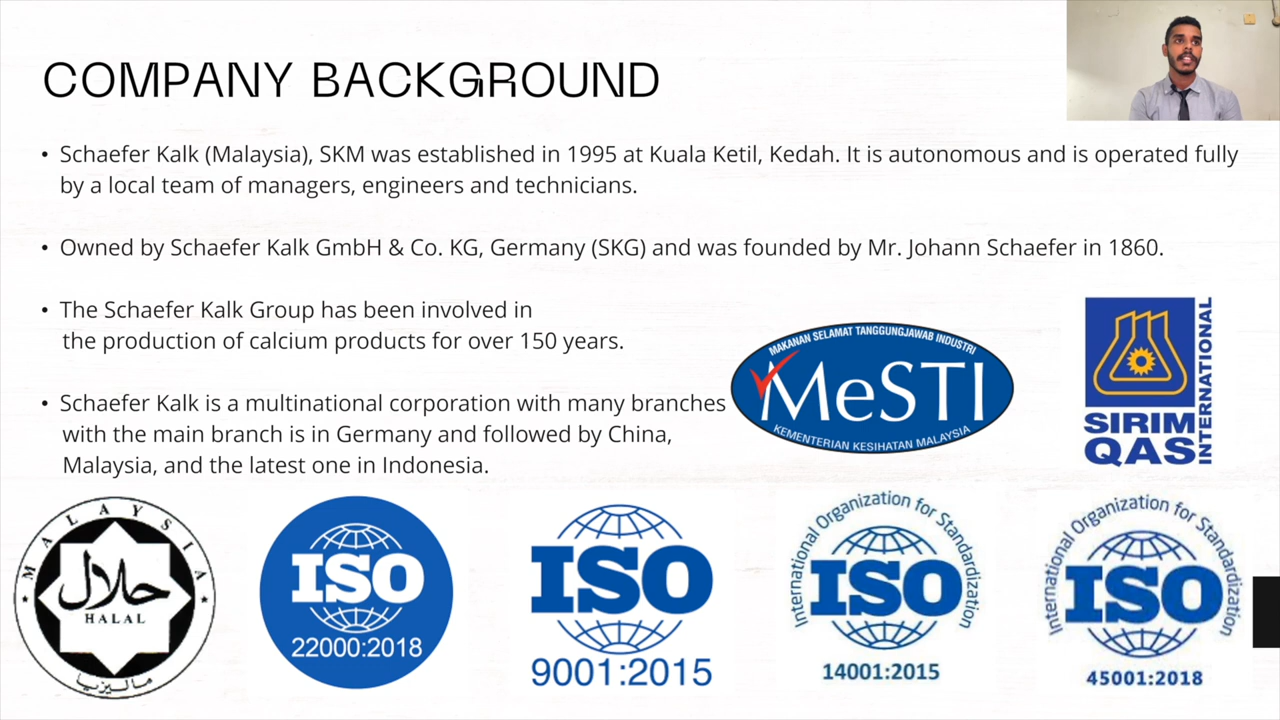 COMPANY BACKGROUND
• Schaefer Kalk (Malaysia), SKM was established in 1995 at Kuala Ketil, Kedah. It is autonomous and is operated fully
by a local team of managers, engineers and technicians.
• Owned by Schaefer Kalk GmbH & Co. KG, Germany (SKG) and was founded by Mr. Johann Schaefer in 1860.
• The Schaefer Kalk Group has been involved in
the production of calcium products for over 150 years.
• Schaefer Kalk is a multinational corporation with many branches
with the main branch is in Germany and followed by China,
Malaysia, and the latest one in Indonesia.
MAKANAN SELAMAT TANGGUNGJAWAB INDUSTRI
MeSTI
KEMENTERIAN KESIHATAN MALAYSIA
SIRIM
QAS
INTERNATIONAL
MALAYSIA
حلال
HALAL
ماليزيا
ISO
22000:2018
ISO
9001:2015
International Organization for Standardization
ISO
14001:2015
International Organization for Standardization
ISO
45001:2018